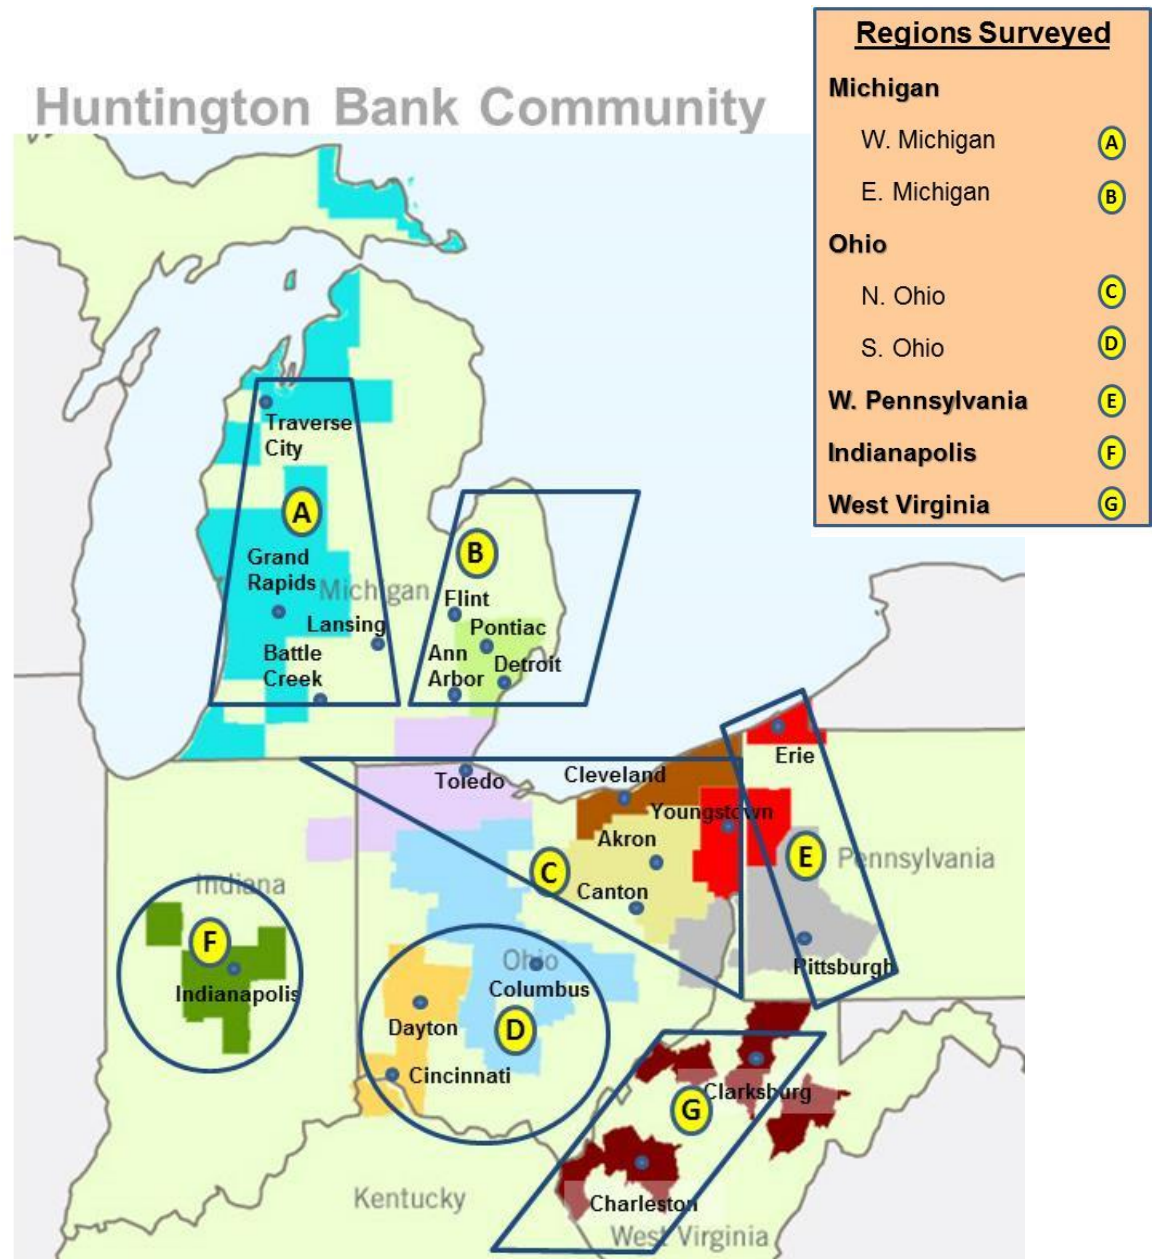 Huntington Bank Community
Regions Surveyed
Michigan
W. Michigan A
E. Michigan B
Ohio
N. Ohio C
S. Ohio D
W. Pennsylvania E
Indianapolis F
West Virginia G
Traverse
City
A
Grand
Rapids
Michigan
Lansing
Battle
Creek
B
Flint
Pontiac
Ann
Arbor
Detroit
Erie
Toledo
Cleveland
Youngstown
Akron
C
Canton
E
Pennsylvania
Pittsburgh
Indiana
F
Indianapolis
Ohio
Columbus
Dayton
D
Cincinnati
Clarksburg
G
Charleston
Kentucky
West Virginia